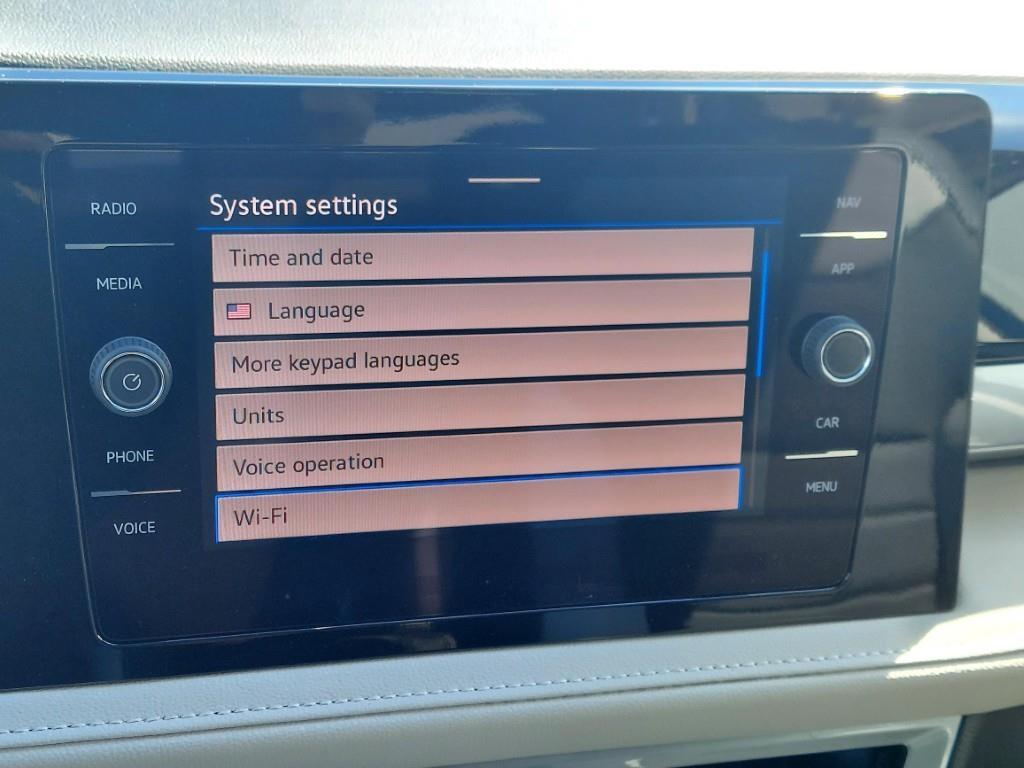 RADIO
MEDIA
PHONE
VOICE
System settings
Time and date
Language
More keypad languages
Units
Voice operation
Wi-Fi
NAV
APP
CAR
MENU